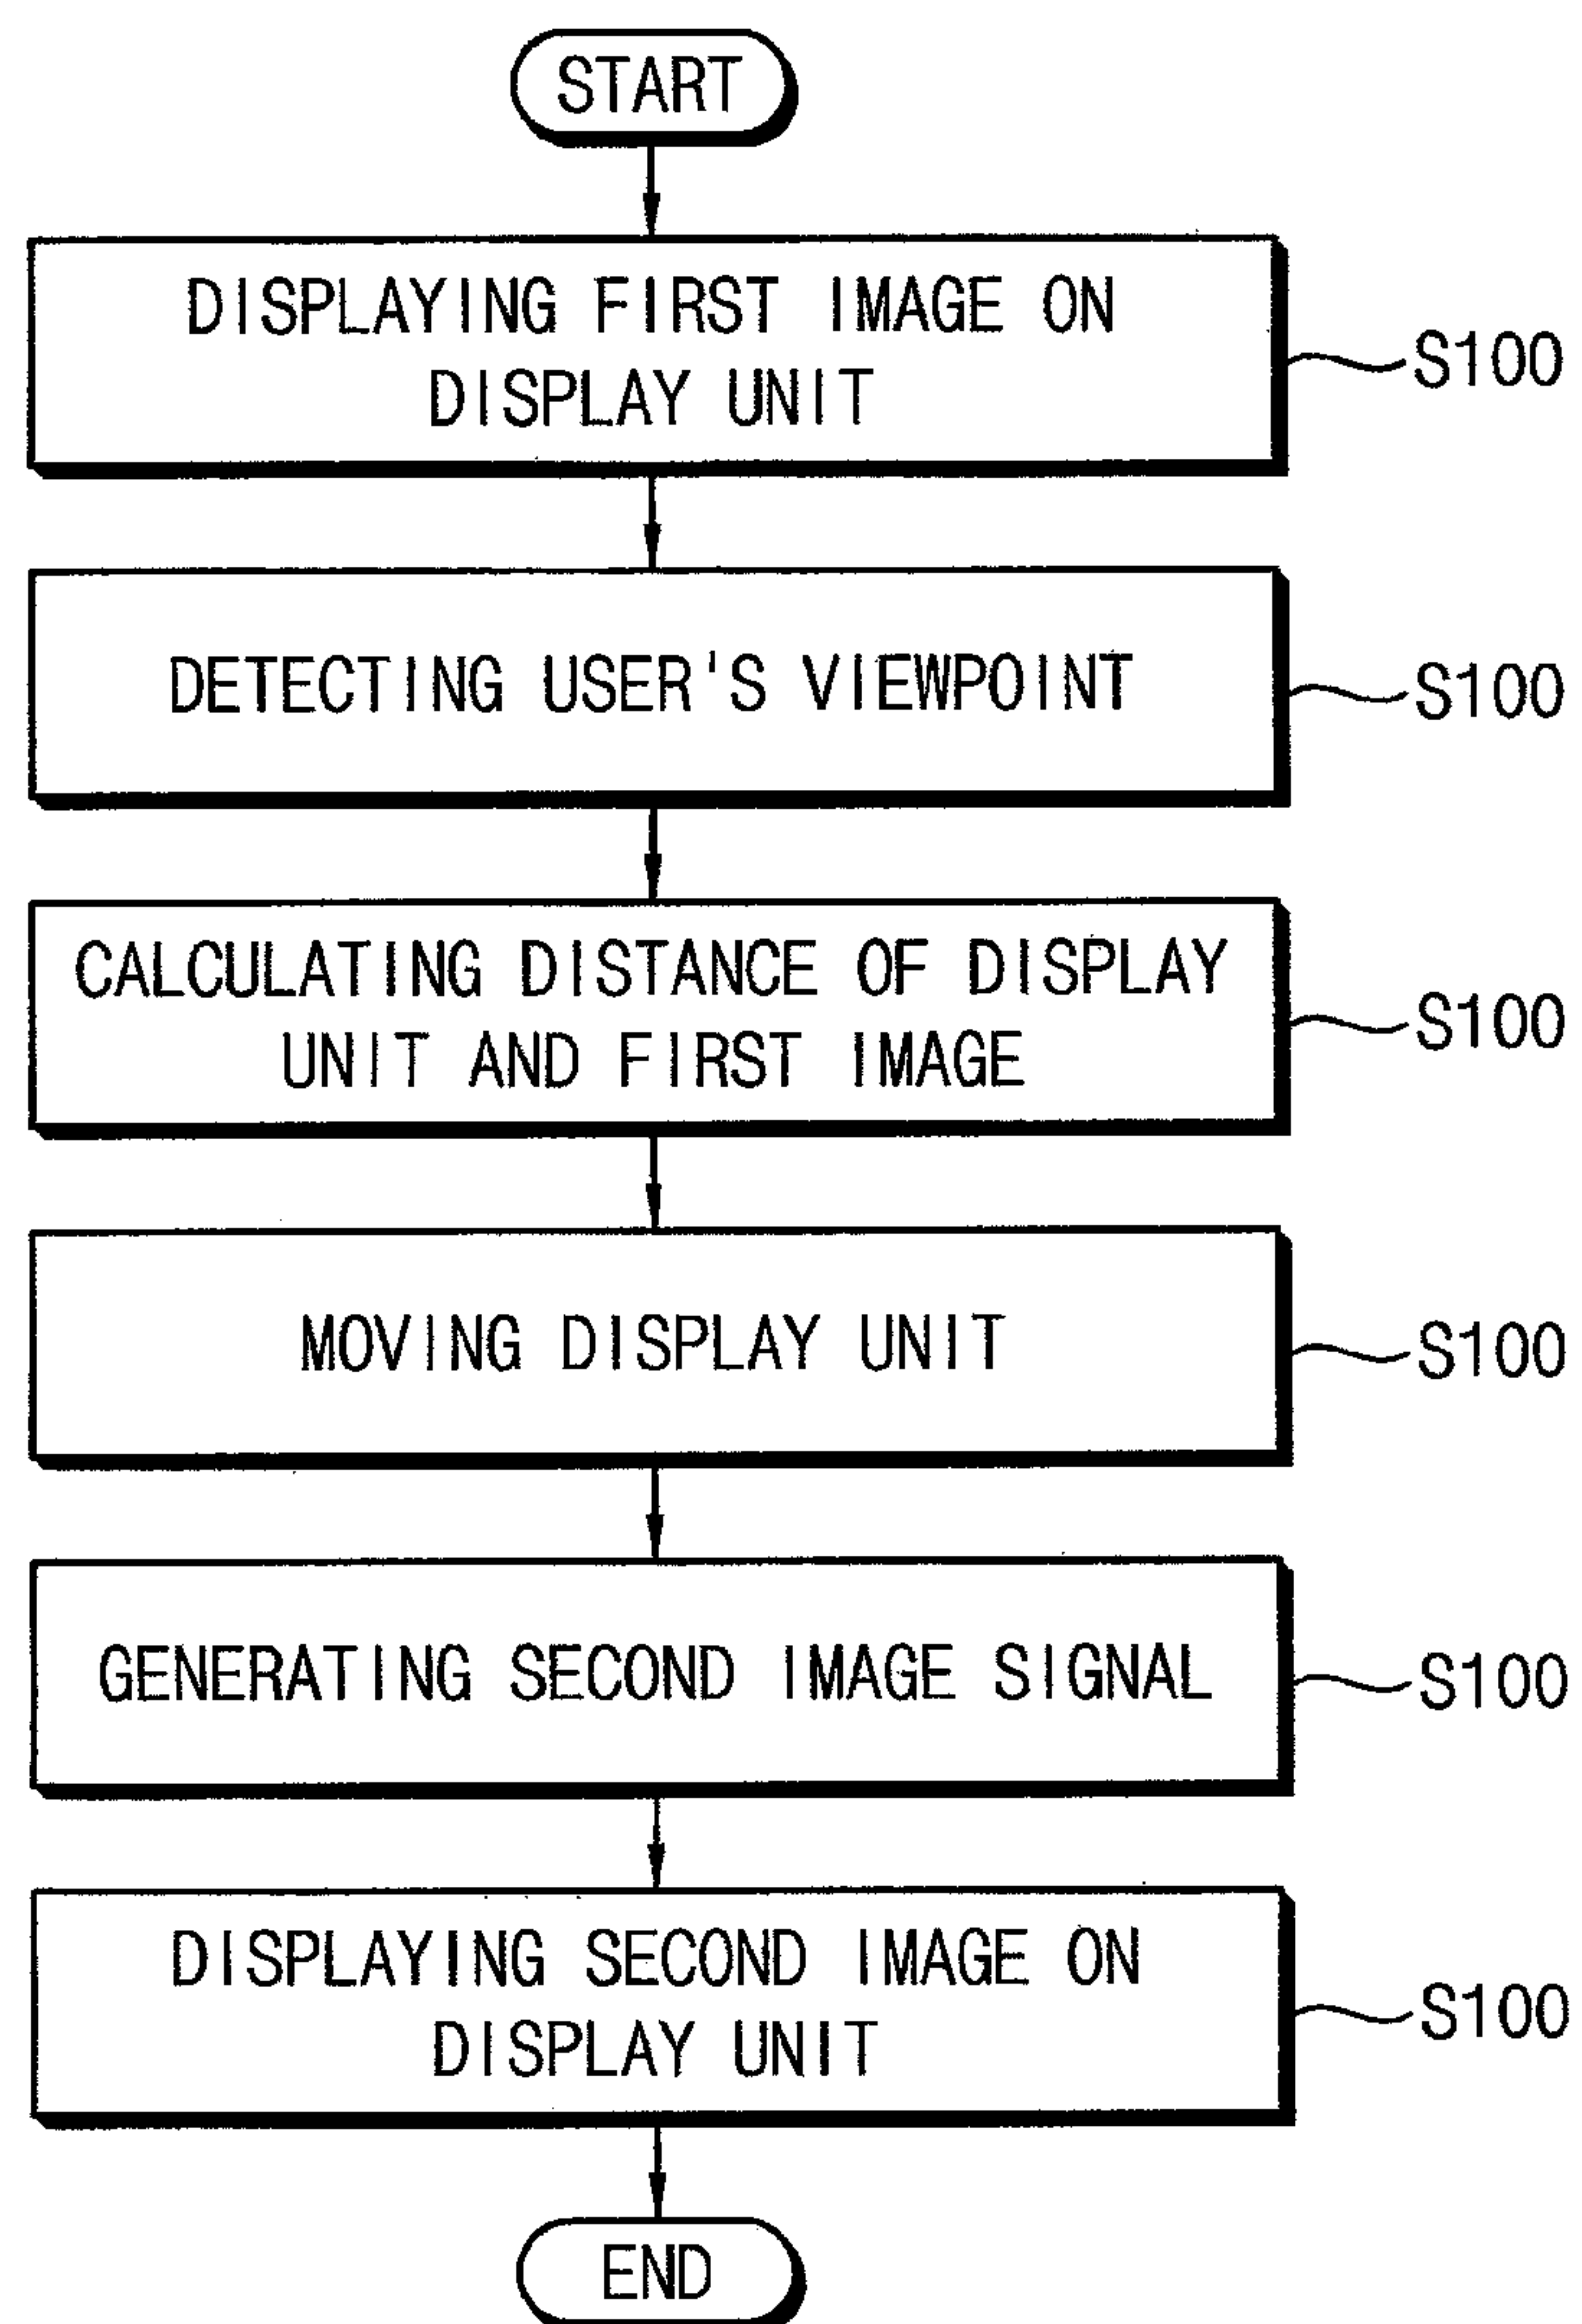 START
DISPLAYING FIRST IMAGE ON
DISPLAY UNIT
S100
DETECTING USER'S VIEWPOINT
S100
CALCULATING DISTANCE OF DISPLAY
UNIT AND FIRST IMAGE
S100
MOVING DISPLAY UNIT
S100
GENERATING SECOND IMAGE SIGNAL
S100
DISPLAYING SECOND IMAGE ON
DISPLAY UNIT
S100
END